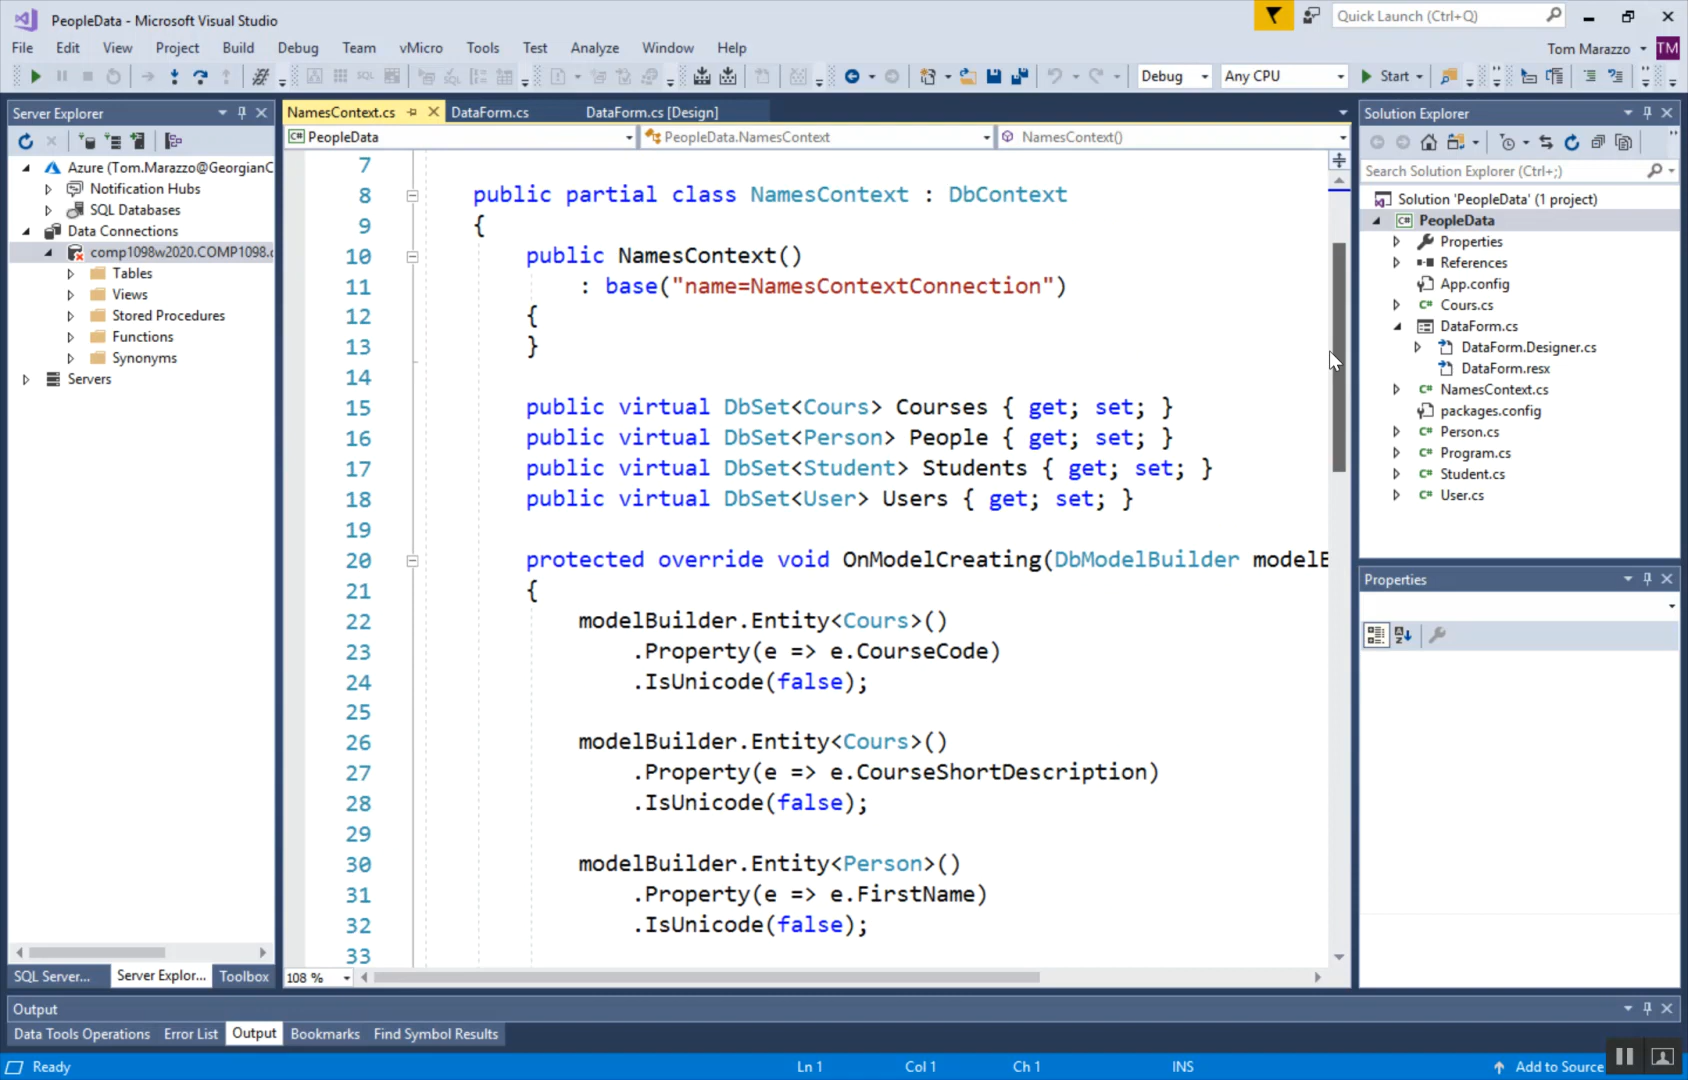 PeopleData - Microsoft Visual Studio
Quick Launch (Ctrl+Q)
File Edit View Project Build Debug Team vMicro Tools Test Analyze Window Help
Tom Marazzo TM
Debug Any CPU Start
Server Explorer
NamesContext.cs DataForm.cs DataForm.cs [Design]
Solution Explorer
PeopleData PeopleData.NamesContext NamesContext()
Search Solution Explorer (Ctrl+;)
Azure (Tom.Marazzo@GeorgianC
Notification Hubs
SQL Databases
Data Connections
comp1098w2020.COMP1098.
Tables
Views
Stored Procedures
Functions
Synonyms
Servers
SQL Server... Server Explor... Toolbox
7
8 public partial class NamesContext : DbContext
9 {
10 public NamesContext()
11 : base("name=NamesContextConnection")
12 {
13 }
14
15 public virtual DbSet<Cours> Courses { get; set; }
16 public virtual DbSet<Person> People { get; set; }
17 public virtual DbSet<Student> Students { get; set; }
18 public virtual DbSet<User> Users { get; set; }
19
20 protected override void OnModelCreating(DbModelBuilder modelB
21 {
22 modelBuilder.Entity<Cours>()
23 .Property(e => e.CourseCode)
24 .IsUnicode(false);
25
26 modelBuilder.Entity<Cours>()
27 .Property(e => e.CourseShortDescription)
28 .IsUnicode(false);
29
30 modelBuilder.Entity<Person>()
31 .Property(e => e.FirstName)
32 .IsUnicode(false);
33
108 %
Solution 'PeopleData' (1 project)
PeopleData
Properties
References
App.config
Cours.cs
DataForm.cs
DataForm.Designer.cs
DataForm.resx
NamesContext.cs
packages.config
Person.cs
Program.cs
Student.cs
User.cs
Properties
Output
Data Tools Operations Error List Output Bookmarks Find Symbol Results
Ready Ln 1 Col 1 Ch 1 INS Add to Source